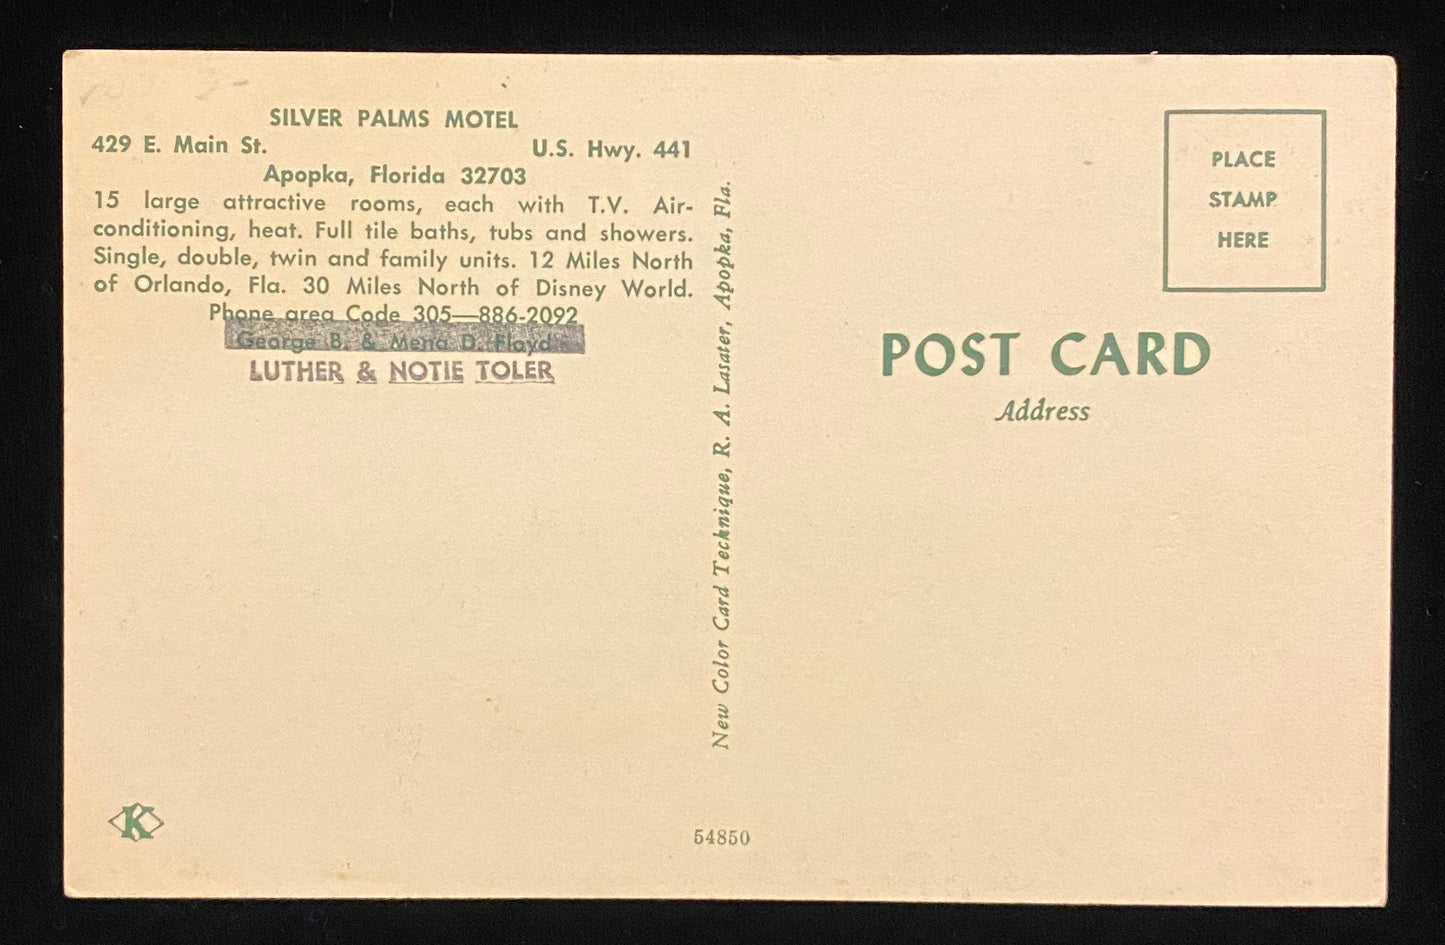 SILVER PALMS MOTEL
429 E. Main St. U.S. Hwy. 441
Apopka, Florida 32703
15 large attractive rooms, each with T.V. Air-
conditioning, heat. Full tile baths, tubs and showers.
Single, double, twin and family units. 12 Miles North
of Orlando, Fla. 30 Miles North of Disney World.
Phone area Code 305—886-2092
George B. & Mena D. Floyd
LUTHER & NOTIE TOLER
New Color Card Technique, R. A. Lasater, Apopka, Fla.
PLACE
STAMP
HERE
POST CARD
Address
K
54850